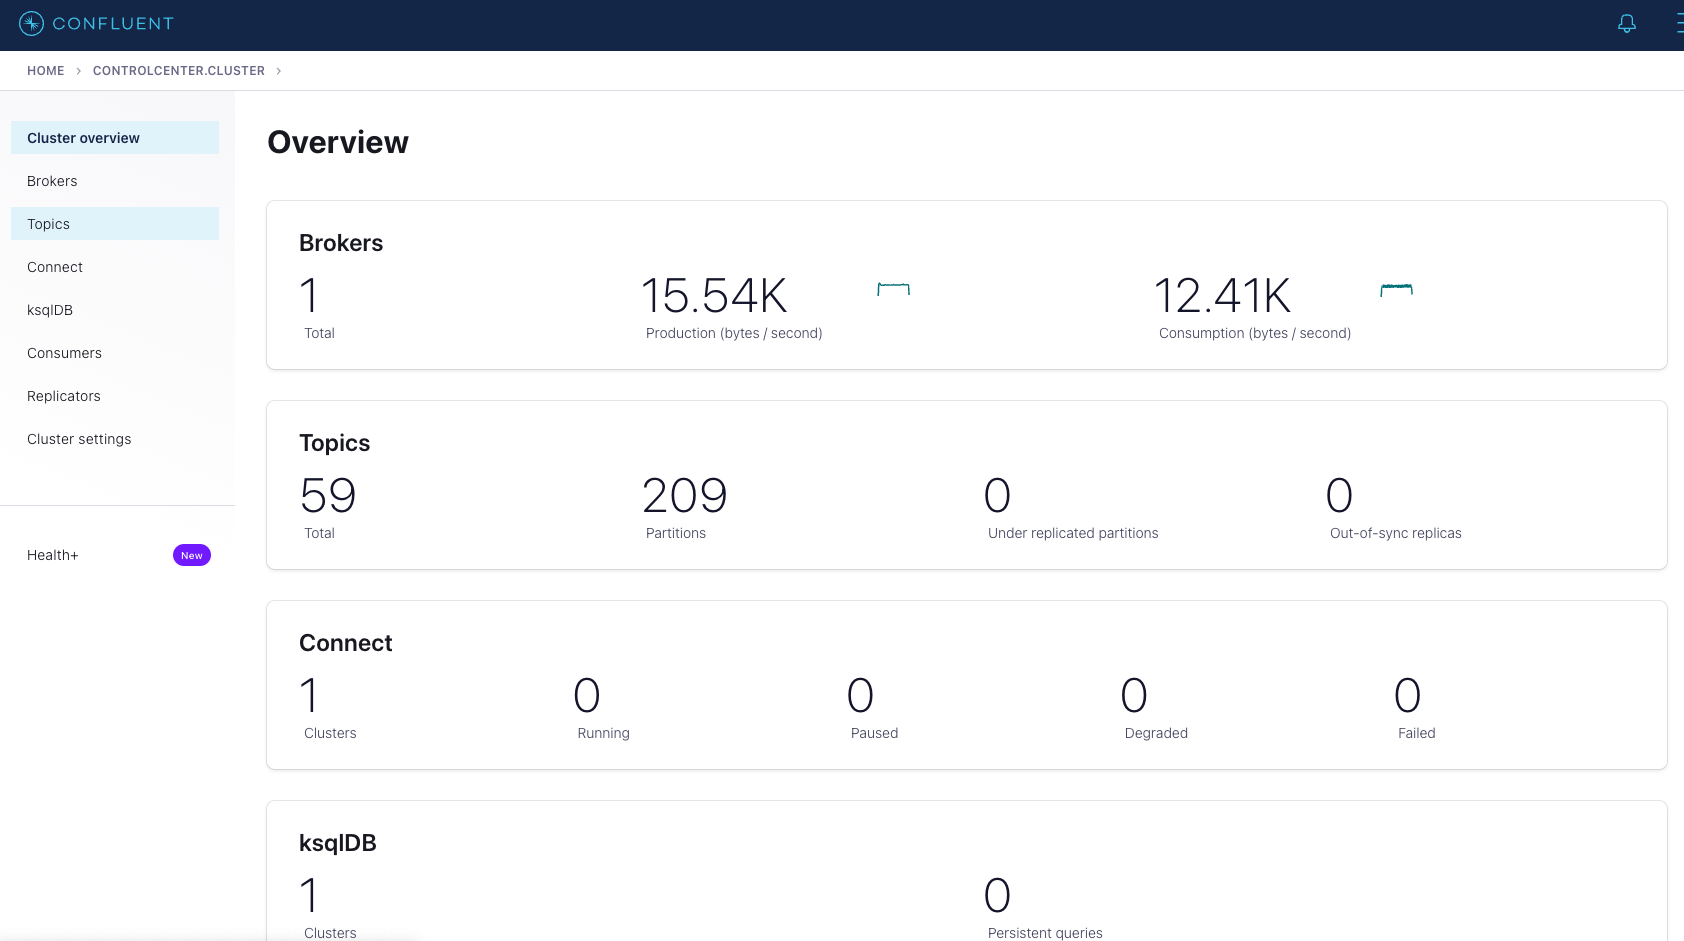 CONFLUENT
HOME > CONTROLCENTER.CLUSTER >
Cluster overview
Brokers
Topics
Connect
ksqlDB
Consumers
Replicators
Cluster settings
Health+ New
Overview
Brokers
1 15.54K 12.41K
Total Production (bytes / second) Consumption (bytes / second)
Topics
59 209 0 0
Total Partitions Under replicated partitions Out-of-sync replicas
Connect
1 0 0 0 0
Clusters Running Paused Degraded Failed
ksqlDB
1 0
Clusters Persistent queries